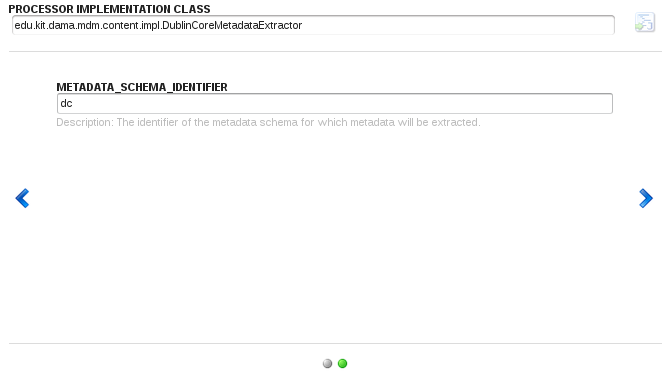 PROCESSOR IMPLEMENTATION CLASS
edu.kit.dama.mdm.content.impl.DublinCoreMetadataExtractor
METADATA_SCHEMA_IDENTIFIER
dc
Description: The identifier of the metadata schema for which metadata will be extracted.